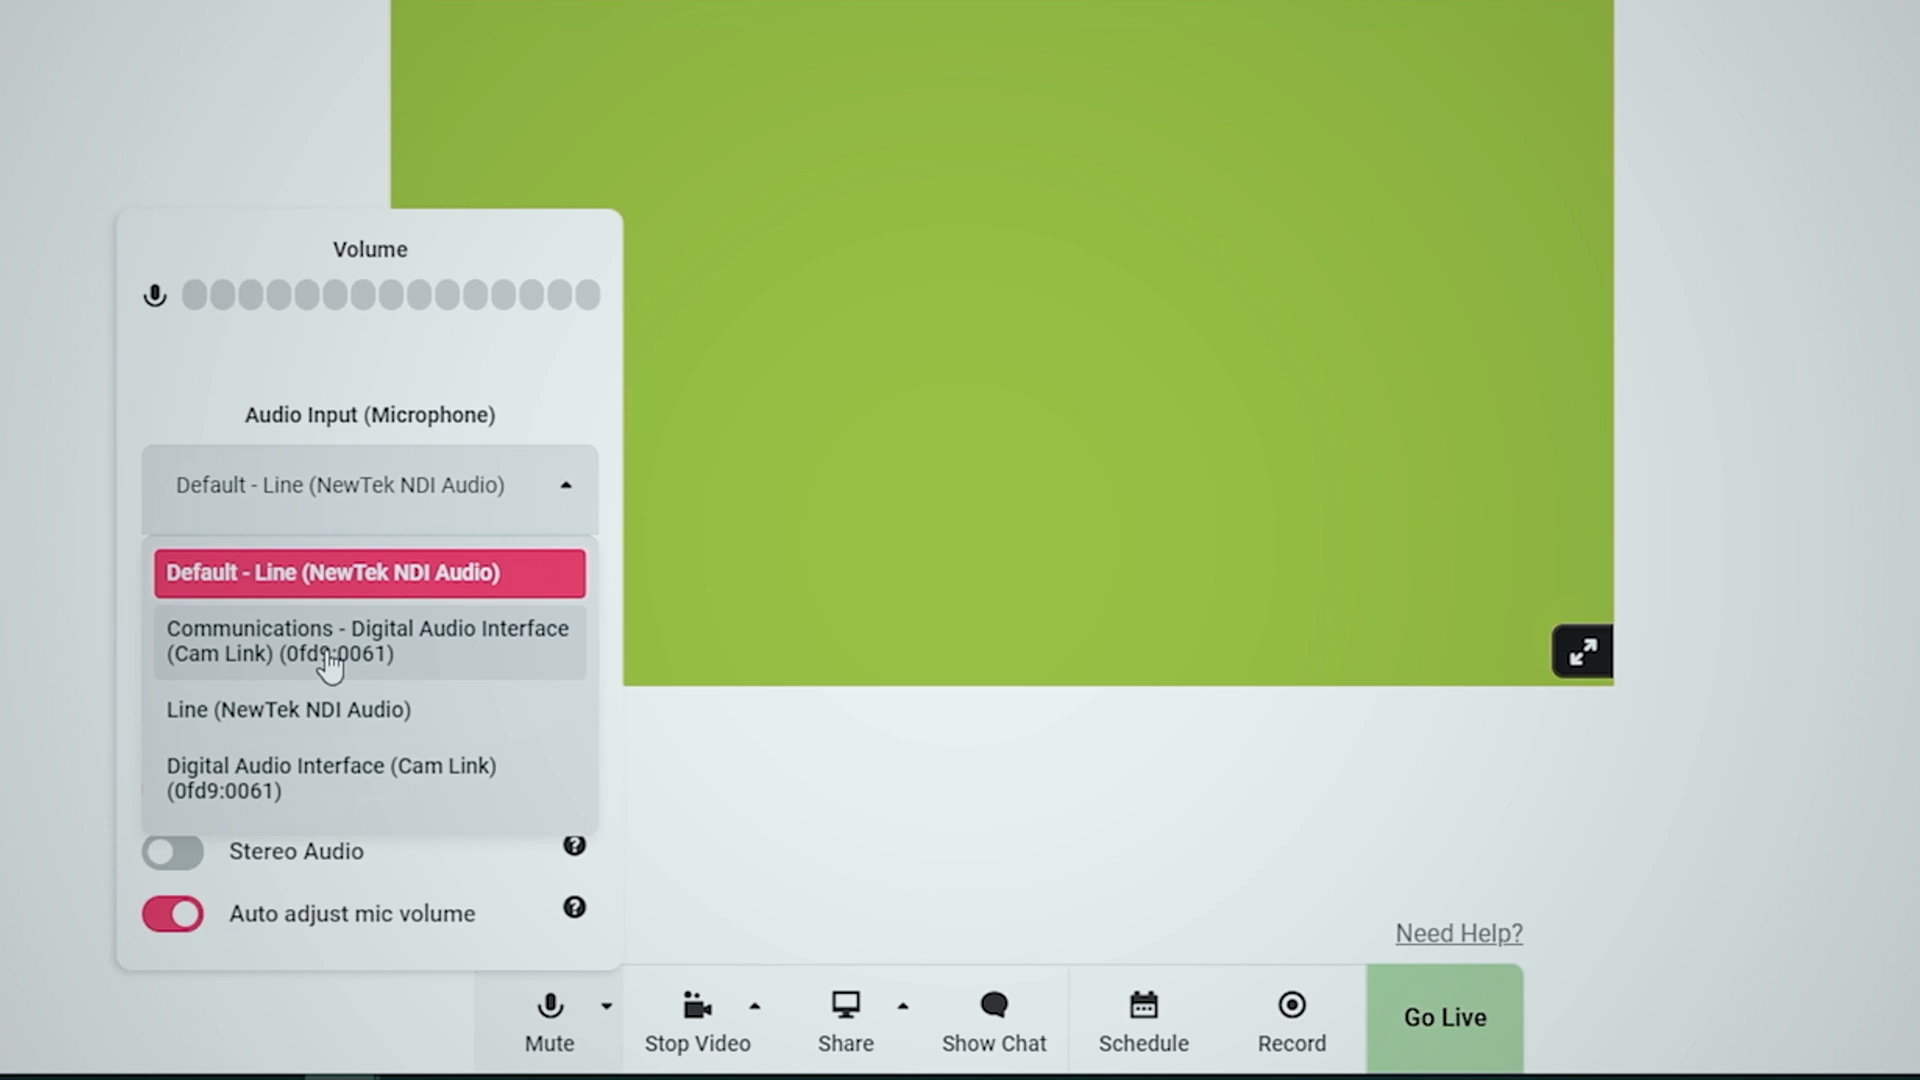 Volume
Audio Input (Microphone)
Default - Line (NewTek NDI Audio)
Default - Line (NewTek NDI Audio)
Communications - Digital Audio Interface
(Cam Link) (0fd9:0061)
Line (NewTek NDI Audio)
Digital Audio Interface (Cam Link)
(0fd9:0061)
Stereo Audio
Auto adjust mic volume
Need Help?
Mute
Stop Video
Share
Show Chat
Schedule
Record
Go Live